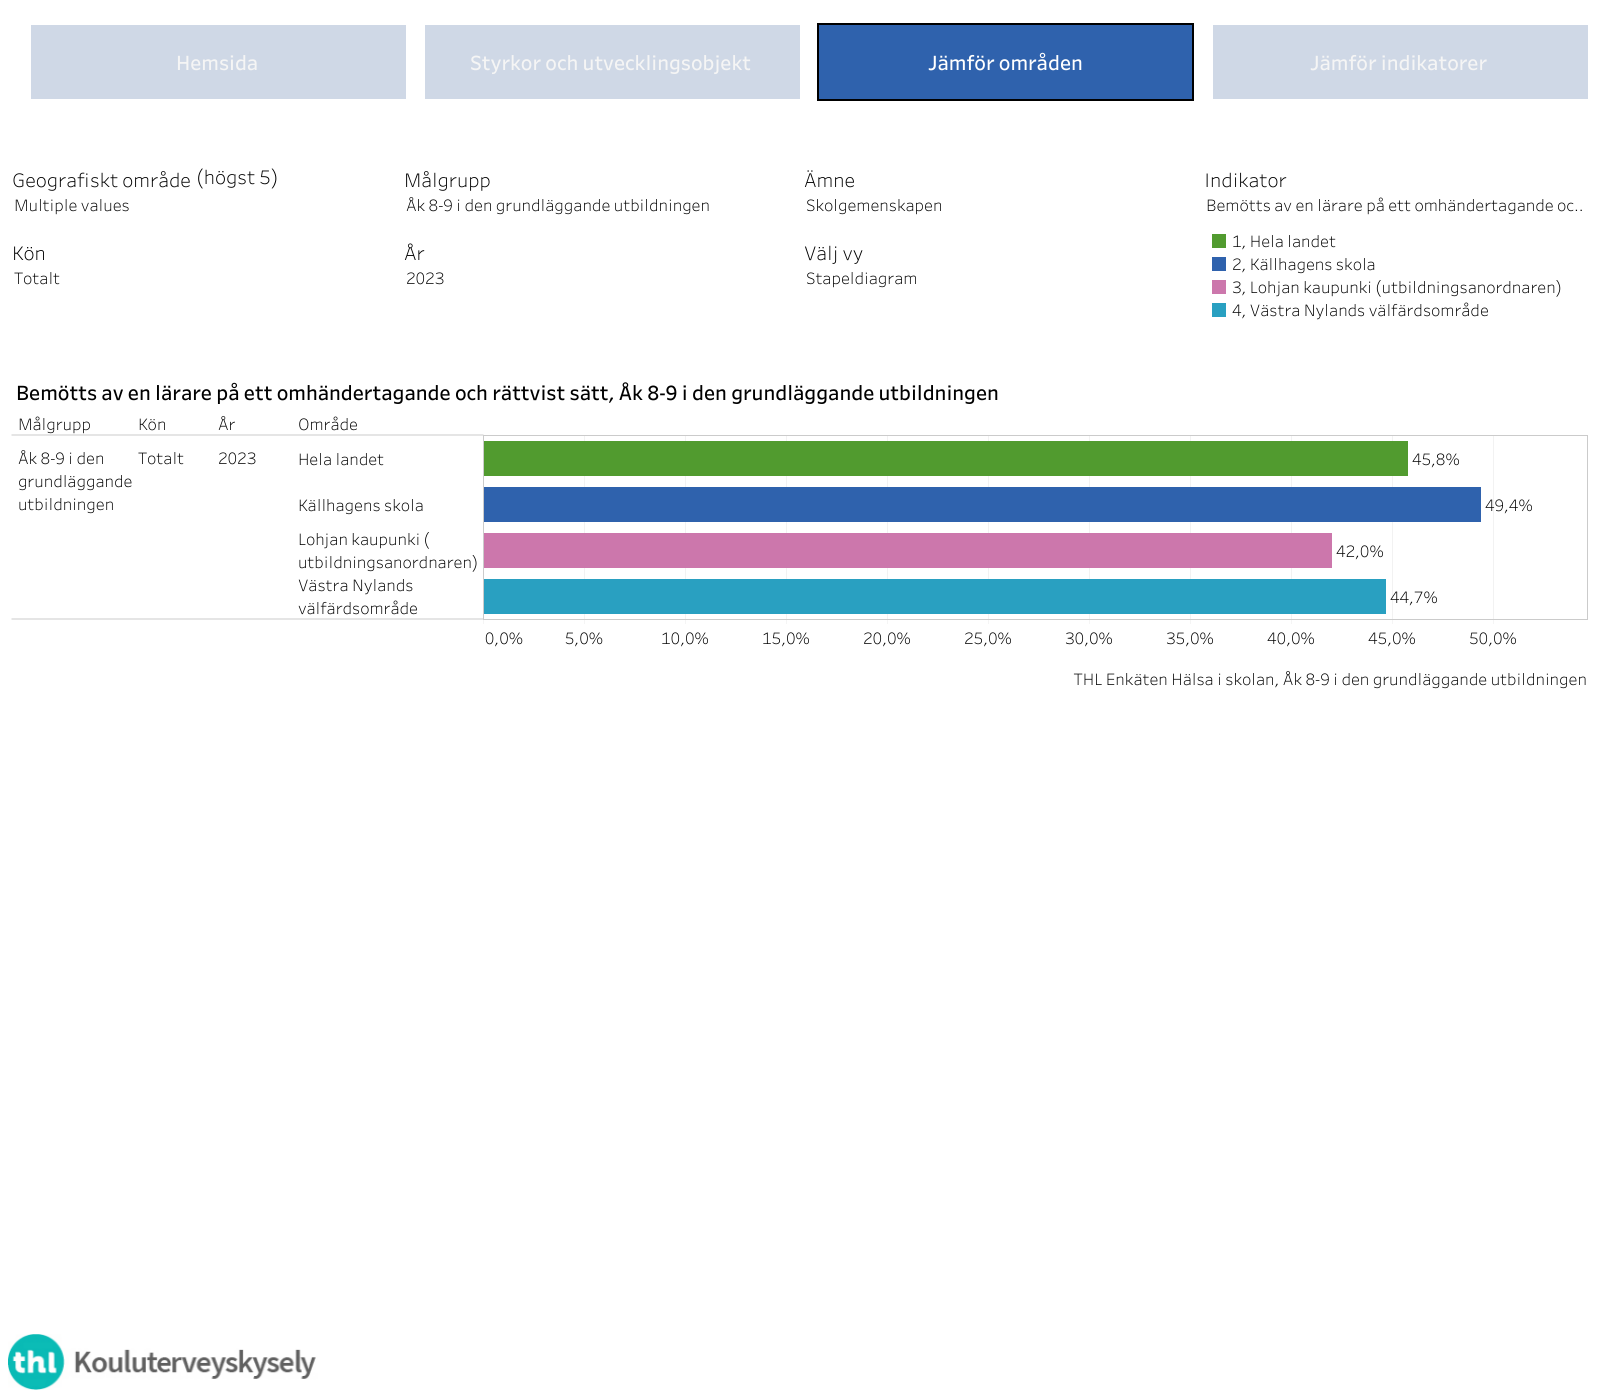 Hemsida
Styrkor och utvecklingsobjekt
Jämför områden
Jämför indikatorer
Geografiskt område (högst 5)
Multiple values
Målgrupp
Åk 8-9 i den grundläggande utbildningen
Ämne
Skolgemenskapen
Indikator
Bemötts av en lärare på ett omhändertagande oc..
Kön
Totalt
År
2023
Välj vy
Stapeldiagram
1, Hela landet
2, Källhagens skola
3, Lohjan kaupunki (utbildningsanordnaren)
4, Västra Nylands välfärdsområde
Bemötts av en lärare på ett omhändertagande och rättvist sätt, Åk 8-9 i den grundläggande utbildningen
Målgrupp Kön År Område
Åk 8-9 i den
grundläggande
utbildningen
Totalt
2023
Hela landet
45,8%
Källhagens skola
49,4%
Lohjan kaupunki (
utbildningsanordnaren)
42,0%
Västra Nylands
välfärdsområde
44,7%
0,0% 5,0% 10,0% 15,0% 20,0% 25,0% 30,0% 35,0% 40,0% 45,0% 50,0%
THL Enkäten Hälsa i skolan, Åk 8-9 i den grundläggande utbildningen
thl Kouluterveyskysely